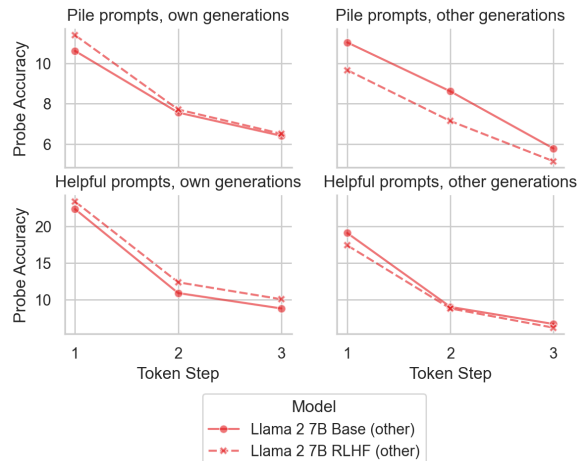 Pile prompts, own generations
Pile prompts, other generations
10
8
6
Probe Accuracy
Helpful prompts, own generations
Helpful prompts, other generations
20
15
10
Probe Accuracy
1 2 3
1 2 3
Token Step
Token Step
Model
Llama 2 7B Base (other)
Llama 2 7B RLHF (other)